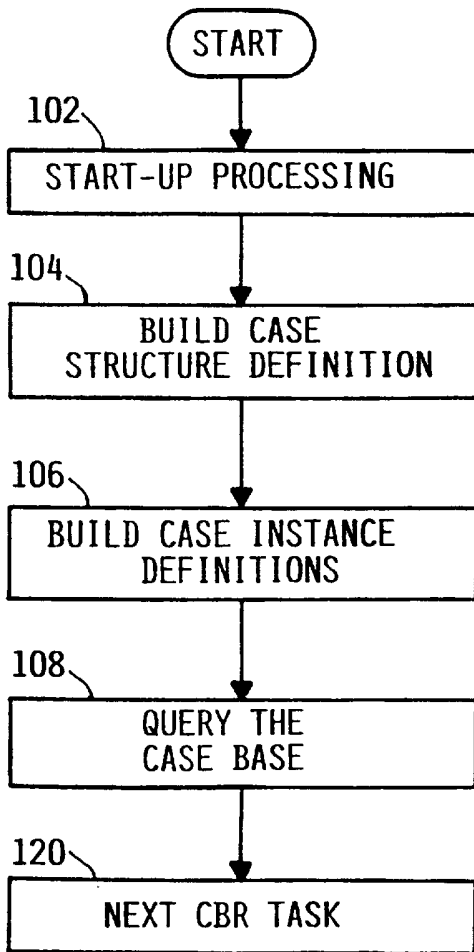 START
102
START-UP PROCESSING
104
BUILD CASE
STRUCTURE DEFINITION
106
BUILD CASE INSTANCE
DEFINITIONS
108
QUERY THE
CASE BASE
120
NEXT CBR TASK